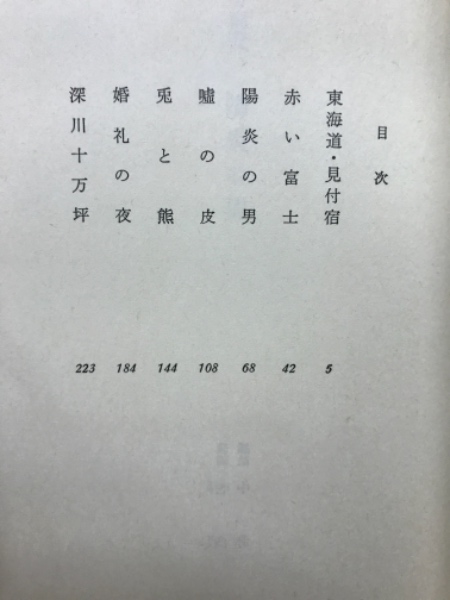 目次
東海道・見付宿 5
赤い富士 42
陽炎の男 68
嘘の皮 108
兎と熊 144
婚礼の夜 184
深川十万坪 223